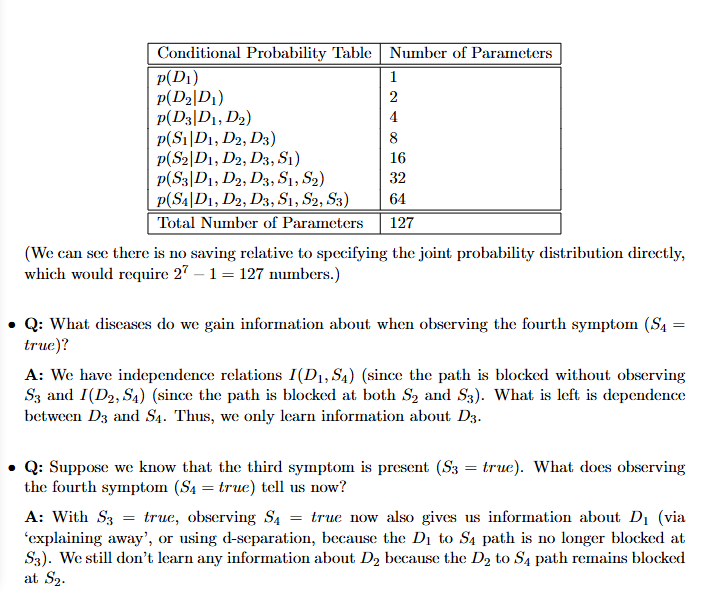 Conditional Probability Table Number of Parameters
p(D₁) 1
p(D₂|D₁) 2
p(D₃|D₁, D₂) 4
p(S₁|D₁, D₂, D₃) 8
p(S₂|D₁, D₂, D₃, S₁) 16
p(S₃|D₁, D₂, D₃, S₁, S₂) 32
p(S₄|D₁, D₂, D₃, S₁, S₂, S₃) 64
Total Number of Parameters 127
(We can see there is no saving relative to specifying the joint probability distribution directly,
which would require 2⁷ − 1 = 127 numbers.)
• Q: What diseases do we gain information about when observing the fourth symptom (S₄ =
true)?
A: We have independence relations I(D₁, S₄) (since the path is blocked without observing
S₃ and I(D₂, S₄) (since the path is blocked at both S₂ and S₃). What is left is dependence
between D₃ and S₄. Thus, we only learn information about D₃.
• Q: Suppose we know that the third symptom is present (S₃ = true). What does observing
the fourth symptom (S₄ = true) tell us now?
A: With S₃ = true, observing S₄ = true now also gives us information about D₁ (via
‘explaining away’, or using d-separation, because the D₁ to S₄ path is no longer blocked at
S₃). We still don’t learn any information about D₂ because the D₂ to S₄ path remains blocked
at S₂.